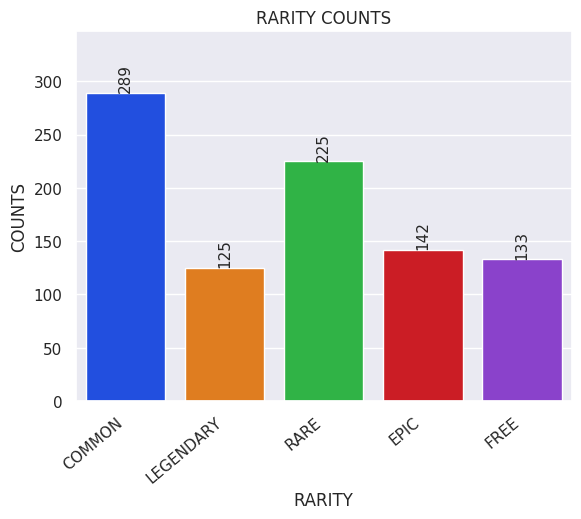 RARITY COUNTS
COUNTS
300
250
200
150
100
50
0
289
125
225
142
133
COMMON
LEGENDARY
RARE
EPIC
FREE
RARITY